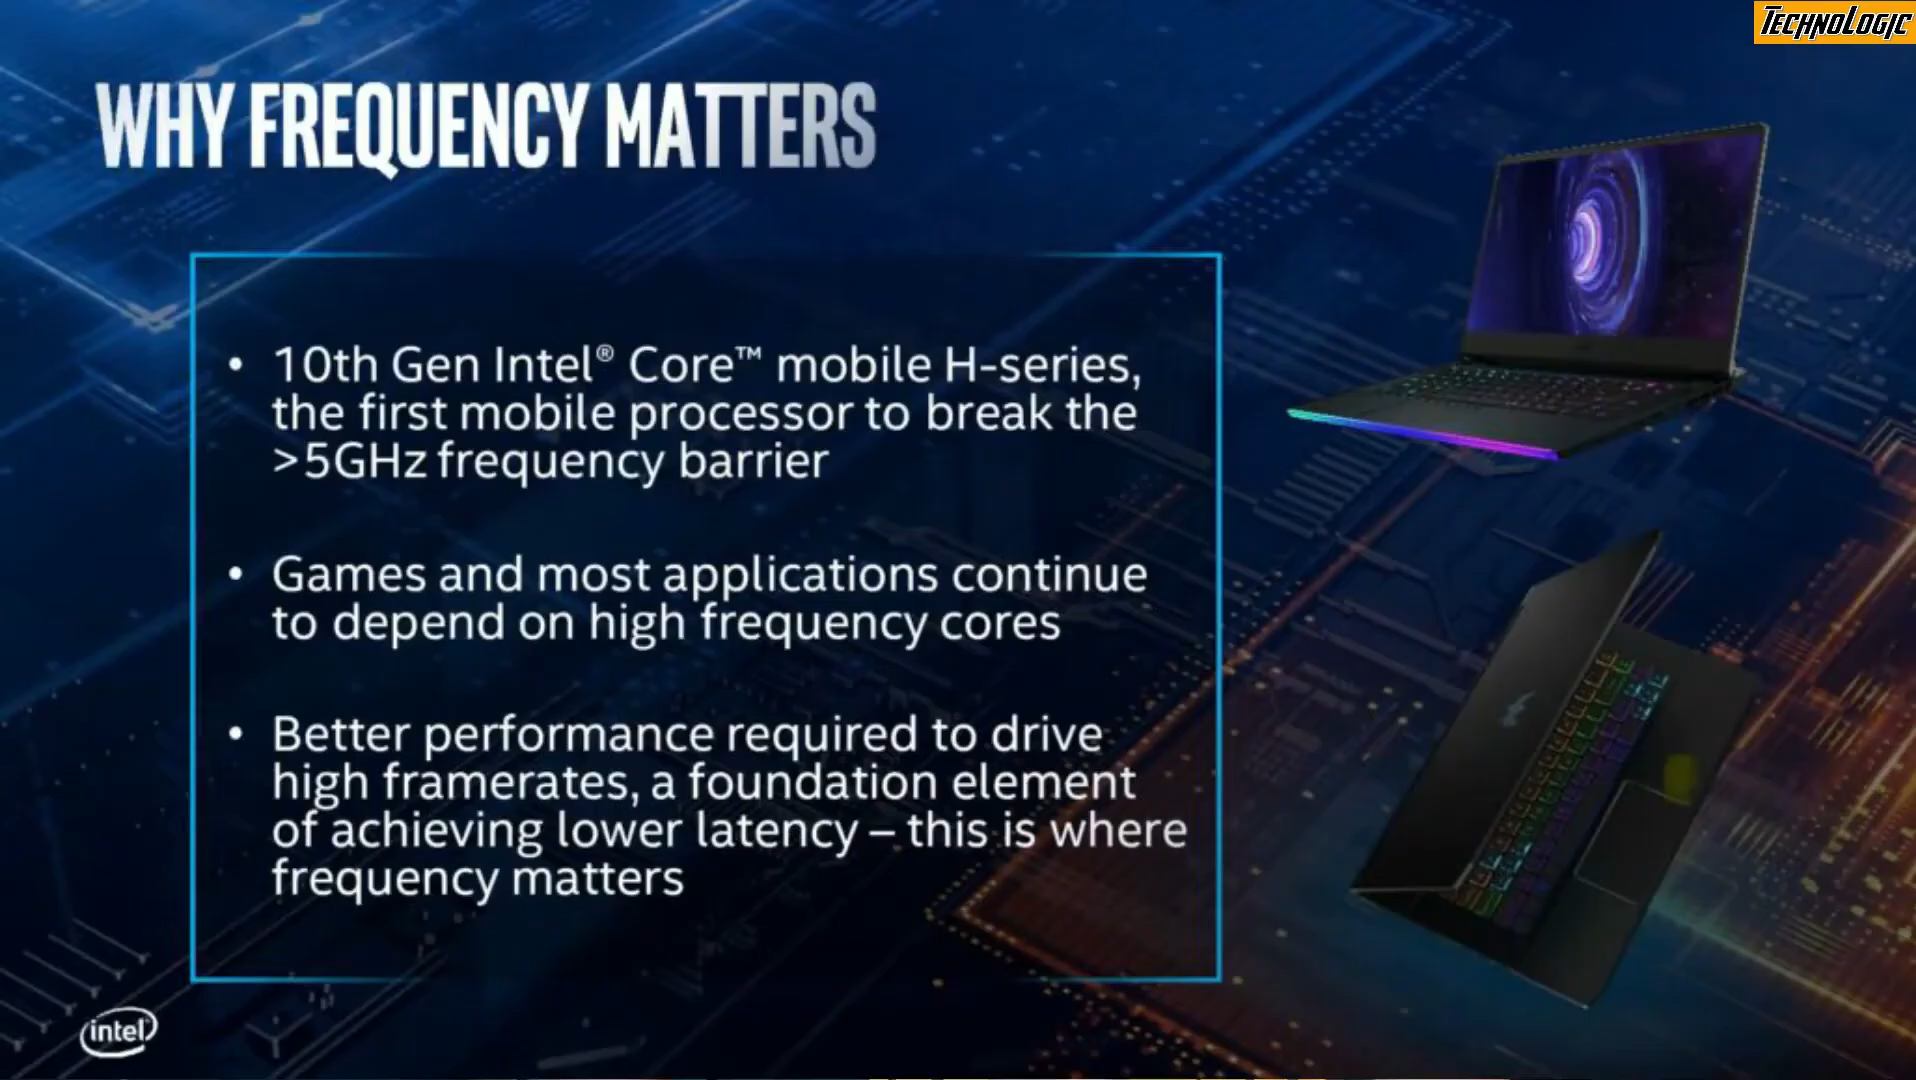 TECHNOLOGIC
WHY FREQUENCY MATTERS
• 10th Gen Intel® Core™ mobile H-series,
the first mobile processor to break the
>5GHz frequency barrier
• Games and most applications continue
to depend on high frequency cores
• Better performance required to drive
high framerates, a foundation element
of achieving lower latency – this is where
frequency matters
intel